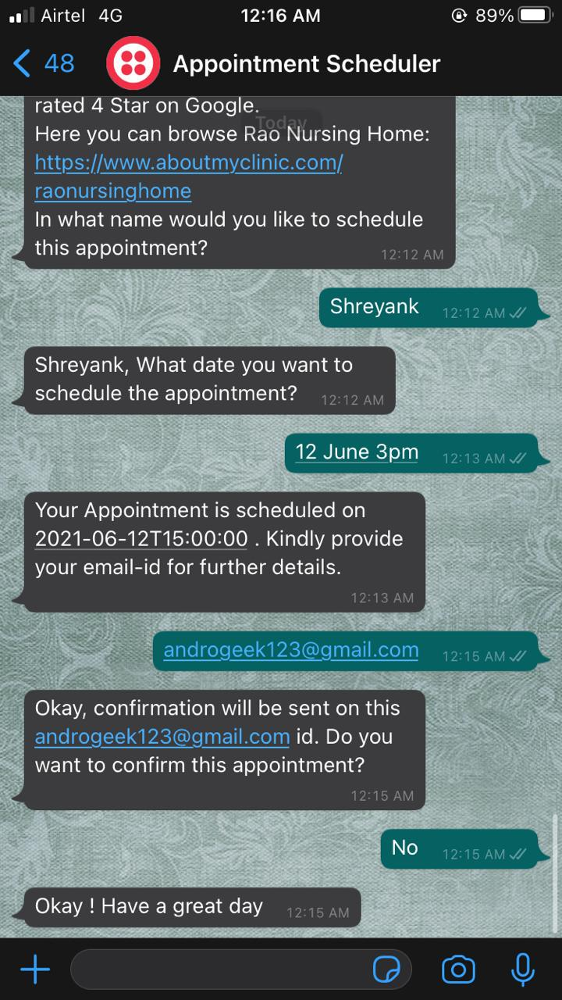 Airtel 4G 12:16 AM 89%
48 Appointment Scheduler
rated 4 Star on Google.
Today
Here you can browse Rao Nursing Home:
https://www.aboutmyclinic.com/
raonursinghome
In what name would you like to schedule
this appointment? 12:12 AM
Shreyank 12:12 AM
Shreyank, What date you want to
schedule the appointment? 12:12 AM
12 June 3pm 12:13 AM
Your Appointment is scheduled on
2021-06-12T15:00:00 . Kindly provide
your email-id for further details.
12:13 AM
androgeek123@gmail.com 12:15 AM
Okay, confirmation will be sent on this
androgeek123@gmail.com id. Do you
want to confirm this appointment?
12:15 AM
No 12:15 AM
Okay ! Have a great day 12:15 AM